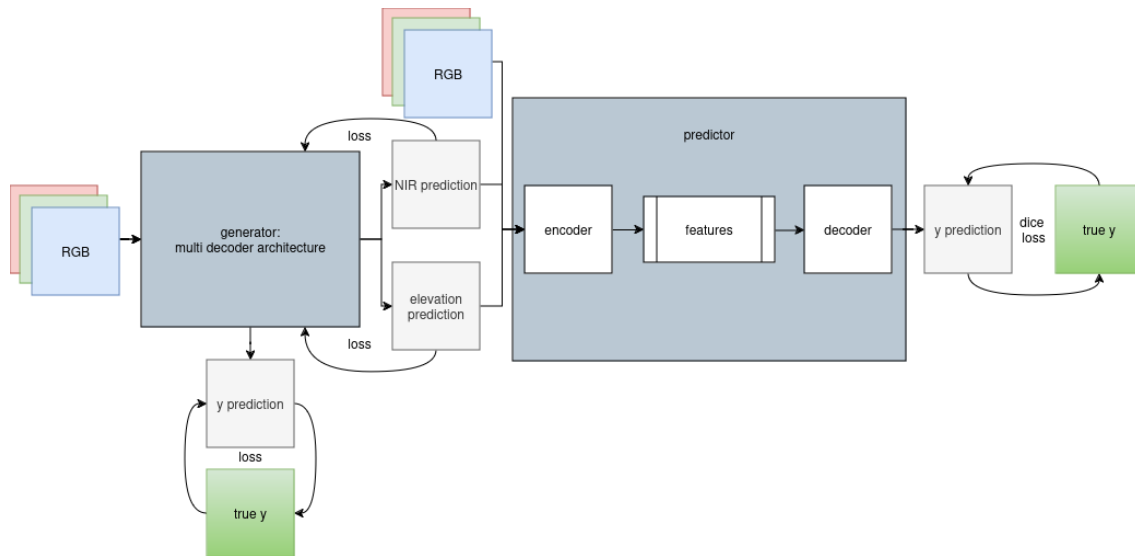 RGB
loss
NIR prediction
predictor
RGB
generator:
multi decoder architecture
encoder
features
decoder
y prediction
dice
loss
true y
elevation
prediction
loss
y prediction
loss
true y